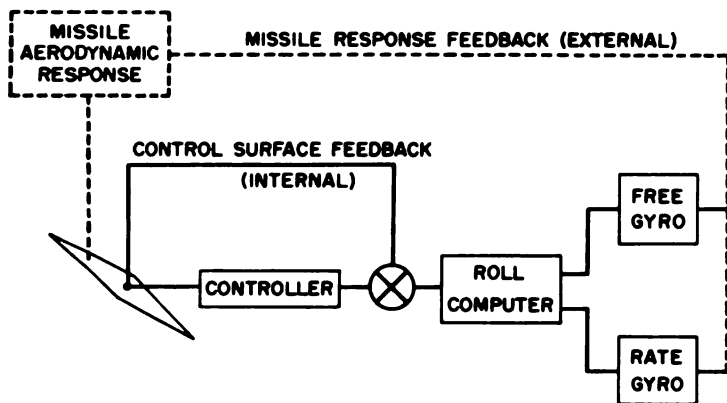 MISSILE
AERODYNAMIC
RESPONSE
MISSILE RESPONSE FEEDBACK (EXTERNAL)
CONTROL SURFACE FEEDBACK
(INTERNAL)
FREE
GYRO
CONTROLLER
ROLL
COMPUTER
RATE
GYRO